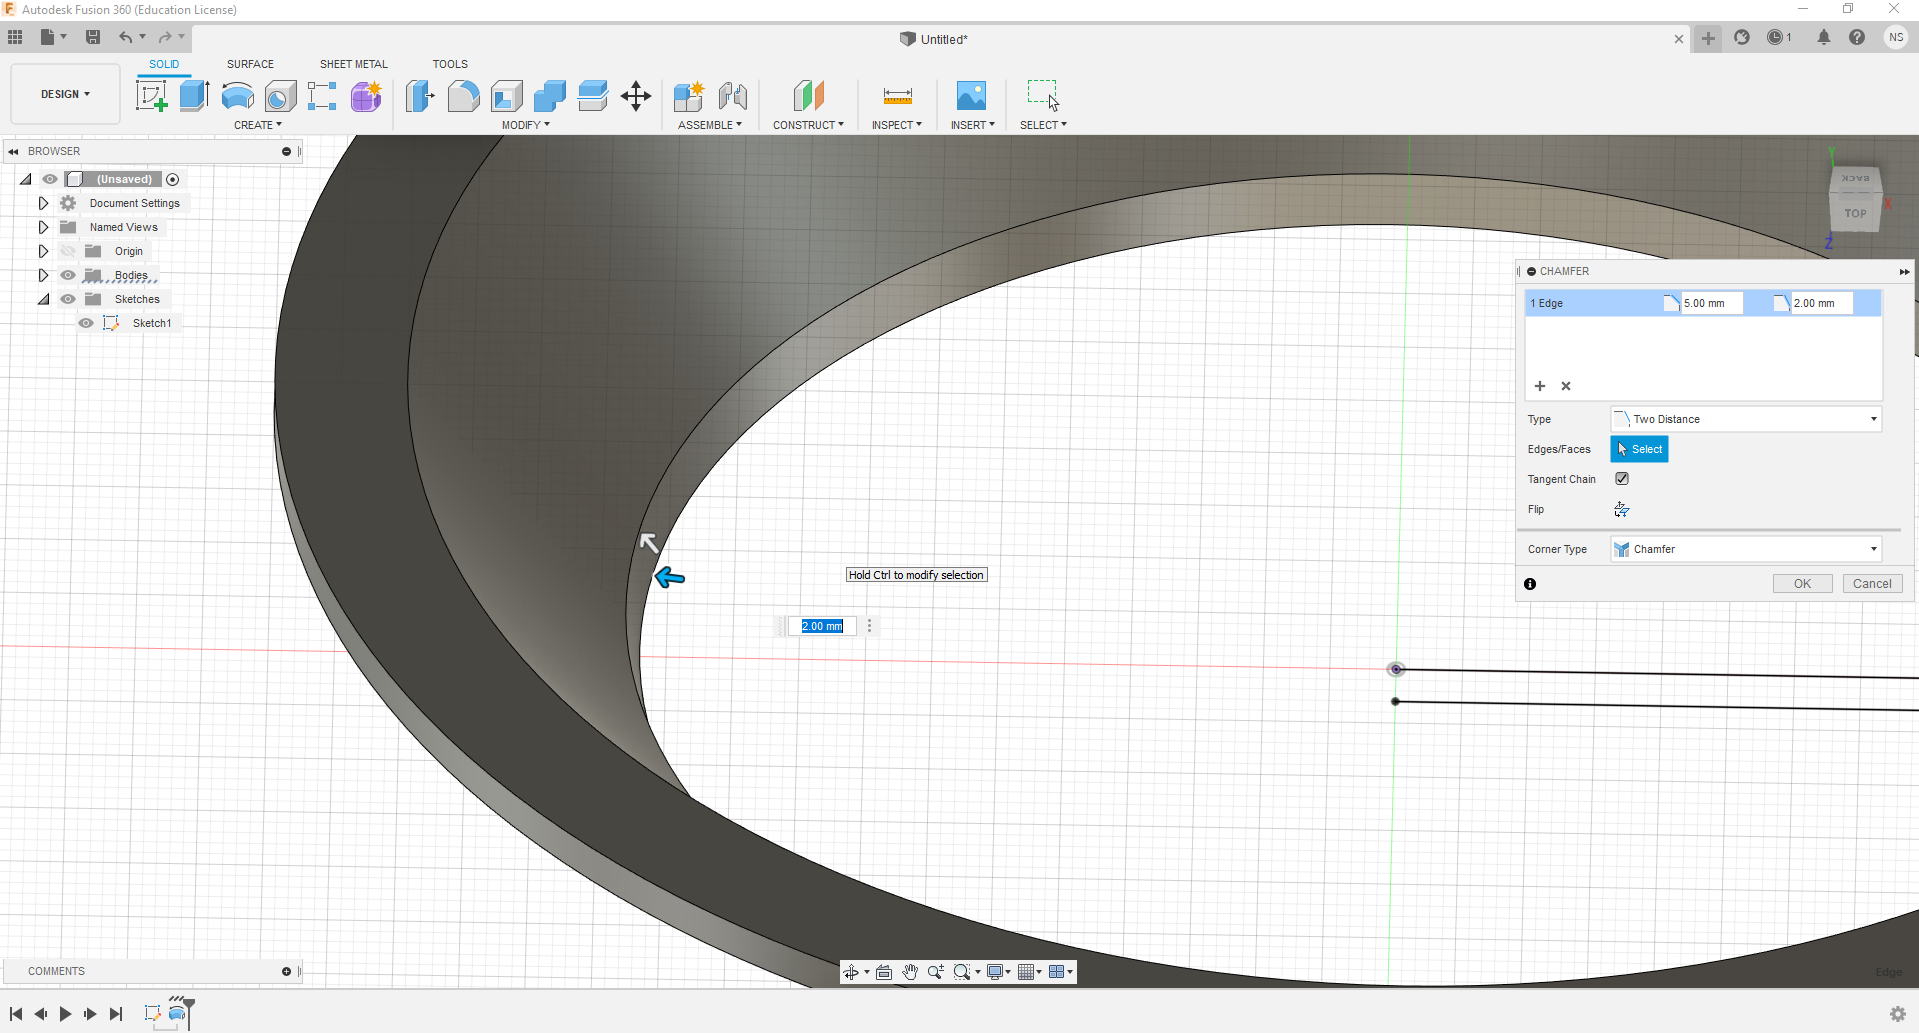 Autodesk Fusion 360 (Education License)
Untitled*
1
NS
DESIGN
SOLID
SURFACE
SHEET METAL
TOOLS
CREATE
MODIFY
ASSEMBLE
CONSTRUCT
INSPECT
INSERT
SELECT
BROWSER
(Unsaved)
Document Settings
Named Views
Origin
Bodies
Sketches
Sketch1
Y
BACK
X
TOP
Z
CHAMFER
1 Edge
5.00 mm
2.00 mm
Type
Two Distance
Edges/Faces
Select
Tangent Chain
Flip
Corner Type
Chamfer
OK
Cancel
Hold Ctrl to modify selection
2.00 mm
COMMENTS
Edge